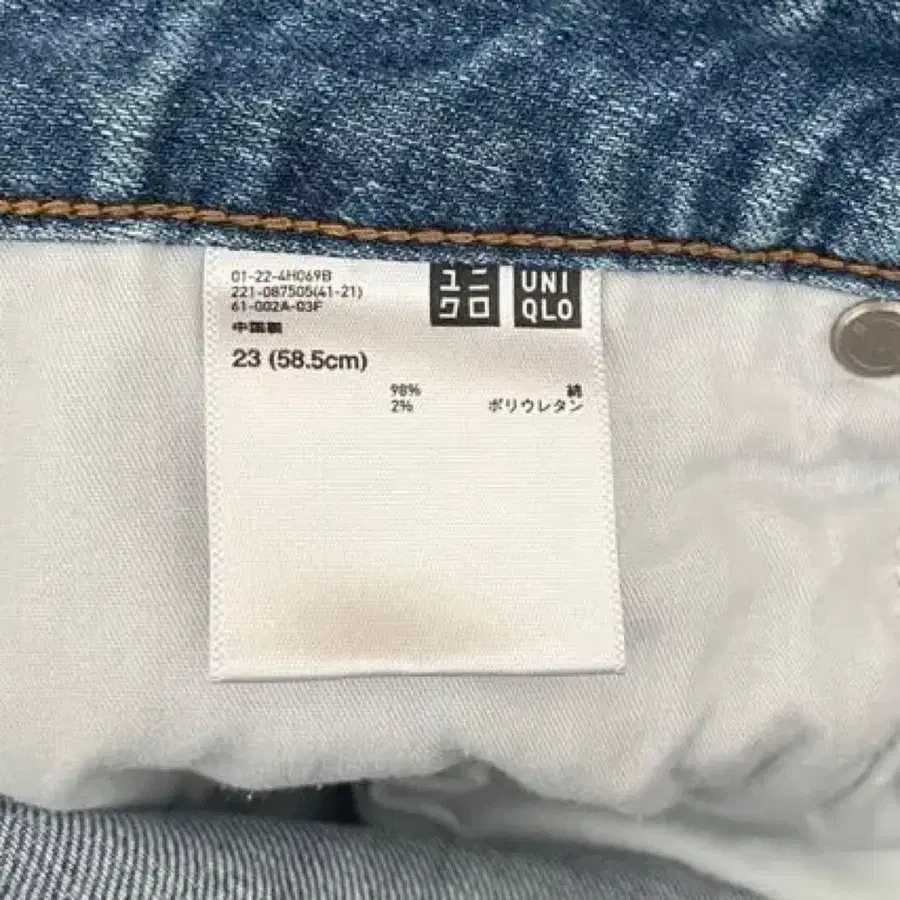 01-22-4H069B
221-087505(41-21)
61-002A-03F
中国製
23 (58.5cm)
ユニ
クロ
UNI
QLO
98% 綿
2% ポリウレタン